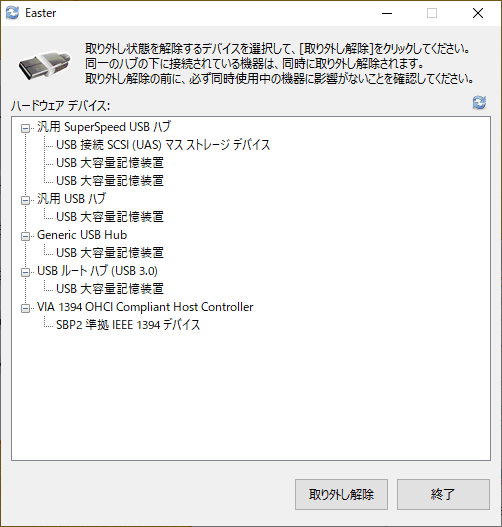 Easter
取り外し状態を解除するデバイスを選択して、[取り外し解除]をクリックしてください。
同一のハブの下に接続されている機器は、同時に取り外し解除されます。
取り外し解除の前に、必ず同時使用中の機器に影響がないことを確認してください。
ハードウェア デバイス:
汎用 SuperSpeed USB ハブ
USB 接続 SCSI (UAS) マス ストレージ デバイス
USB 大容量記憶装置
USB 大容量記憶装置
汎用 USB ハブ
USB 大容量記憶装置
Generic USB Hub
USB 大容量記憶装置
USB ルート ハブ (USB 3.0)
USB 大容量記憶装置
VIA 1394 OHCI Compliant Host Controller
SBP2 準拠 IEEE 1394 デバイス
取り外し解除
終了